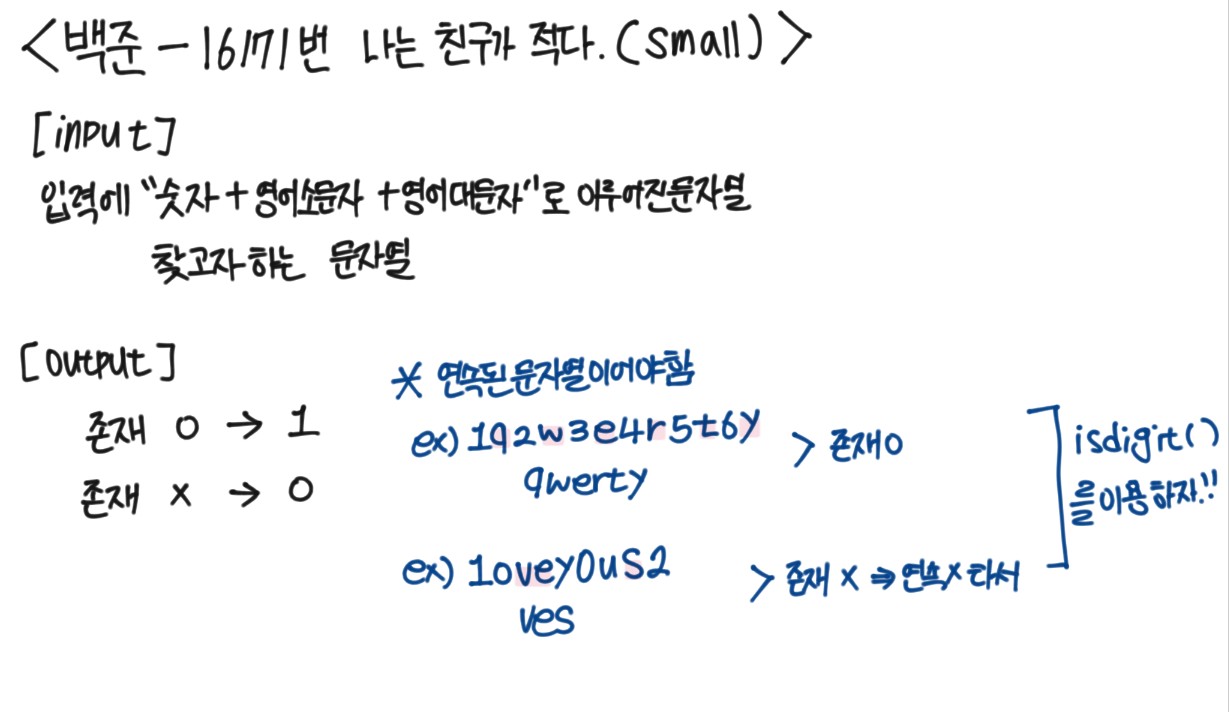 <백준 - 16171번 나는 친구가 적다. (small)>
[input]
입력에 "숫자 + 영어소문자 + 영어대문자"로 이루어진문자열
찾고자하는 문자열
[output]
존재 O → 1
존재 X → 0
* 연속된문자열이어야함
ex) 1q2w3e4r5t6y
qwerty
> 존재O
ex) 1ovey0uS2
ves
> 존재 X ⇒ 연속X라서
isdigit()
를이용하자!!